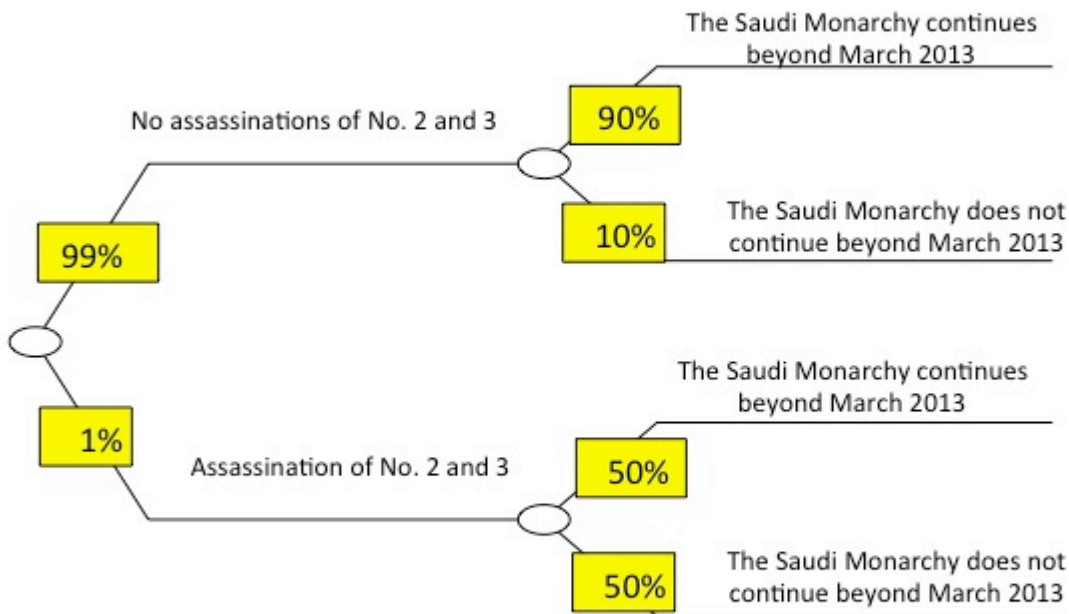 The Saudi Monarchy continues
beyond March 2013
No assassinations of No. 2 and 3
90%
The Saudi Monarchy does not
continue beyond March 2013
10%
99%
The Saudi Monarchy continues
beyond March 2013
1%
Assassination of No. 2 and 3
50%
The Saudi Monarchy does not
continue beyond March 2013
50%